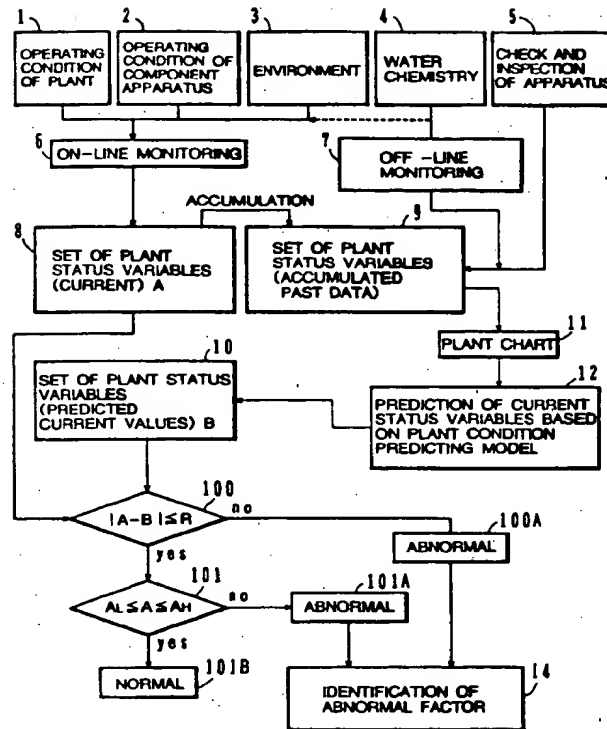 1
2
3
4
5
OPERATING
CONDITION
OF PLANT
OPERATING
CONDITION OF
COMPONENT
APPARATUS
ENVIRONMENT
WATER
CHEMISTRY
CHECK AND
INSPECTION
OF APPARATUS
6
ON-LINE MONITORING
7
OFF -LINE
MONITORING
ACCUMULATION
8
SET OF PLANT
STATUS VARIABLES
(CURRENT) A
9
SET OF PLANT
STATUS VARIABLES
(ACCUMULATED
PAST DATA)
11
PLANT CHART
10
SET OF PLANT STATUS
VARIABLES
(PREDICTED
CURRENT VALUES) B
12
PREDICTION OF CURRENT
STATUS VARIABLES BASED
ON PLANT CONDITION
PREDICTING MODEL
100
|A-B|≦R
no
yes
100A
ABNORMAL
101
AL≦A≦AH
no
yes
101A
ABNORMAL
101B
NORMAL
14
IDENTIFICATION OF
ABNORMAL FACTOR